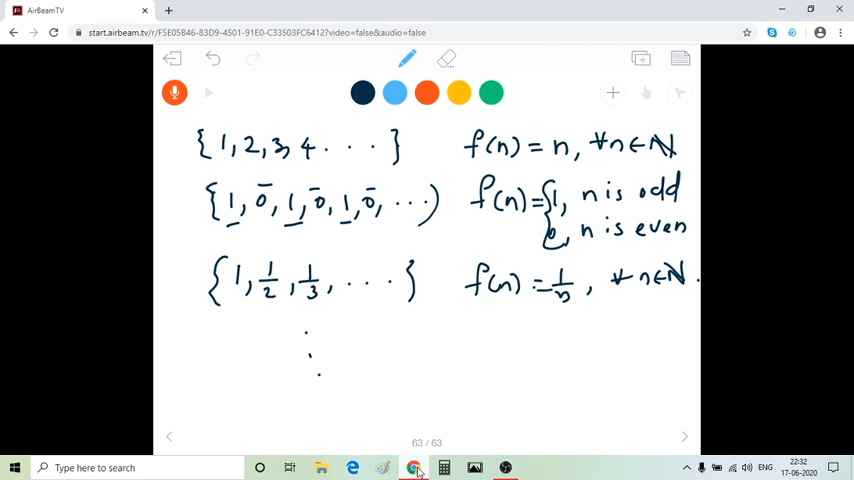 AirBeamTV
start.airbeam.tv/r/F5E05B46-83D9-4501-91E0-C33503FC6412?video=false&audio=false
{1, 2, 3, 4 . . . } f(n) = n, ∀n∈ℕ
{1, 0, 1, 0, 1, 0, ...} f(n) = { 1, n is odd
0, n is even
{1, 1/2, 1/3, . . . . } f(n) = 1/n , ∀ n∈ℕ.
63 / 63
Type here to search
ENG
22:32
17-06-2020